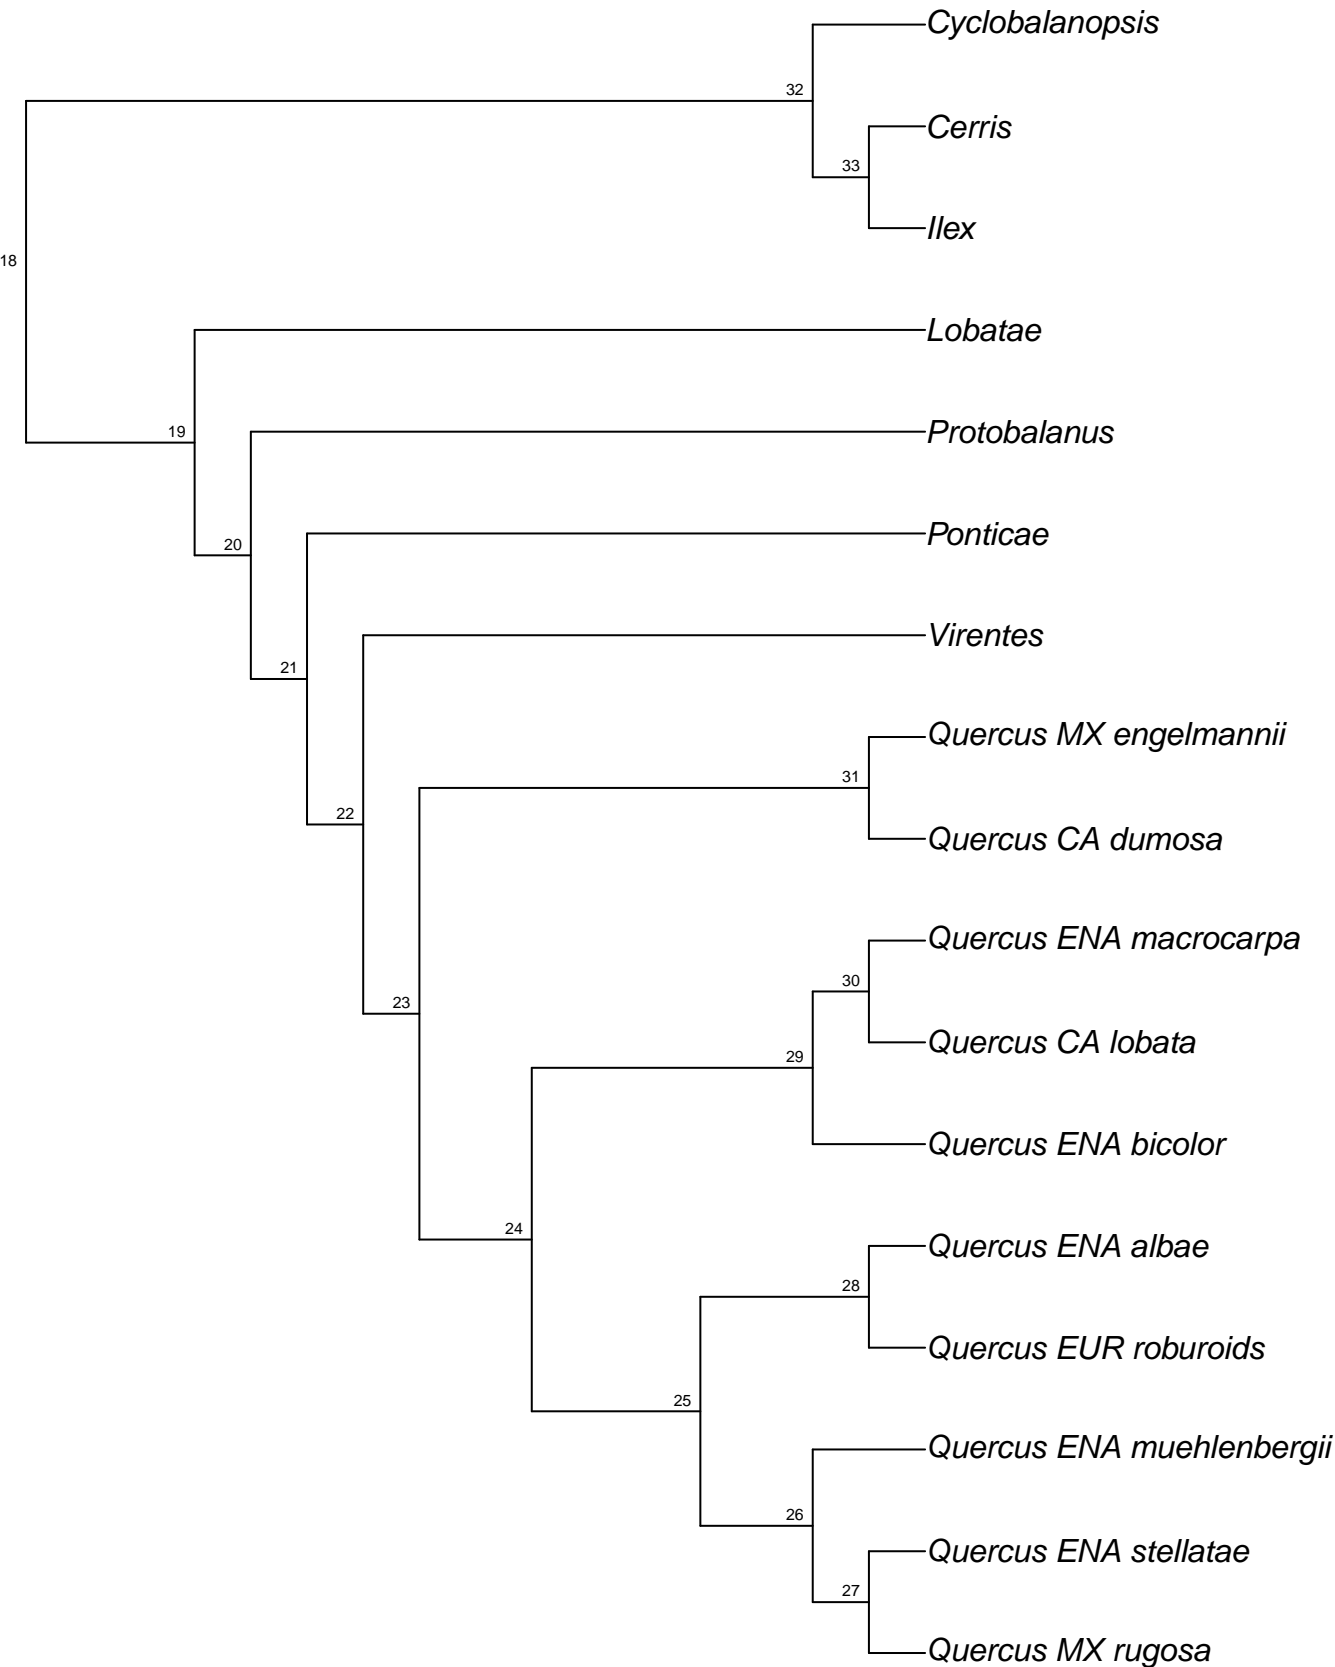 Cyclobalanopsis
32
Cerris
33
Ilex
18
Lobatae
19
Protobalanus
20
Ponticae
21
Virentes
22
Quercus MX engelmannii
31
Quercus CA dumosa
Quercus ENA macrocarpa
30
23
Quercus CA lobata
29
Quercus ENA bicolor
24
Quercus ENA albae
28
Quercus EUR roburoids
25
Quercus ENA muehlenbergii
26
Quercus ENA stellatae
27
Quercus MX rugosa